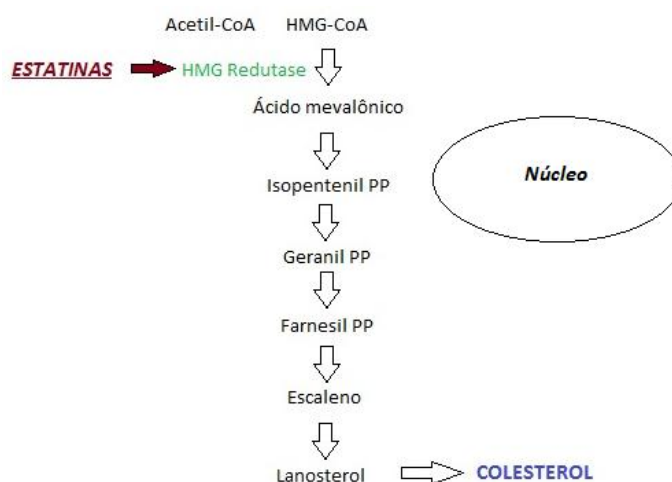 Acetil-CoA HMG-CoA
ESTATINAS HMG Redutase
Ácido mevalônico
Núcleo
Isopentenil PP
Geranil PP
Farnesil PP
Escaleno
Lanosterol COLESTEROL